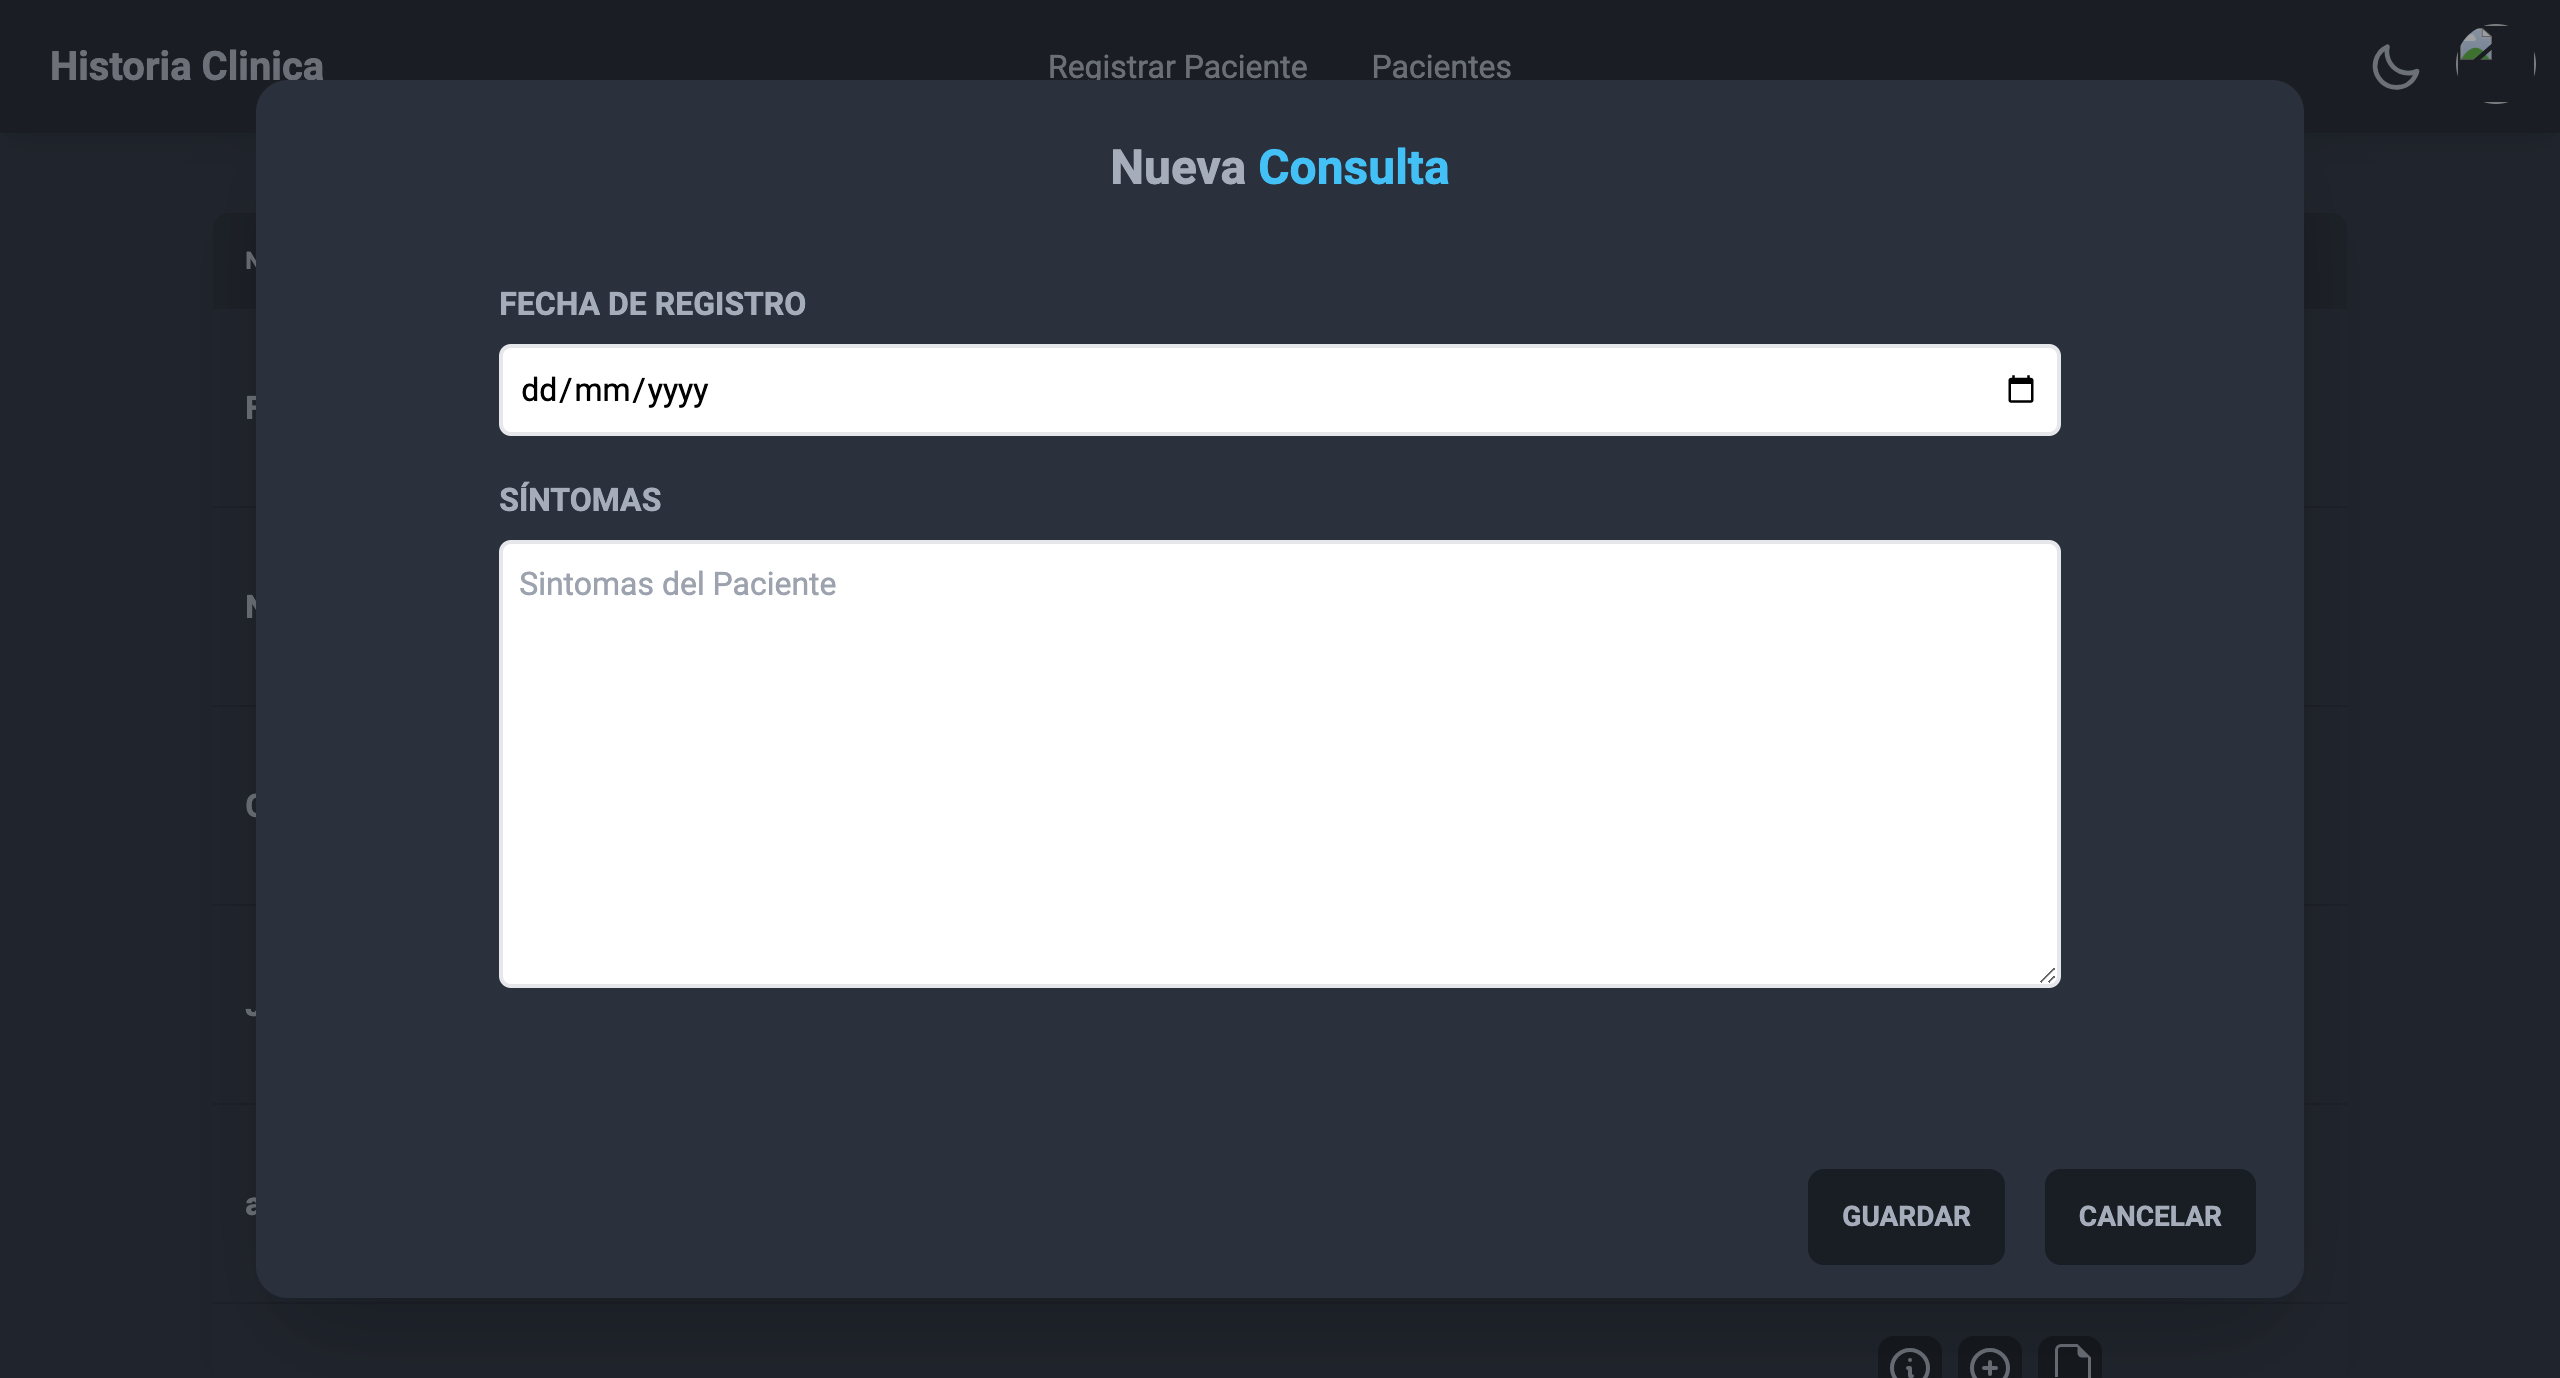 Historia Clinica
Registrar Paciente
Pacientes
Nueva Consulta
FECHA DE REGISTRO
dd/mm/yyyy
SÍNTOMAS
Sintomas del Paciente
GUARDAR
CANCELAR